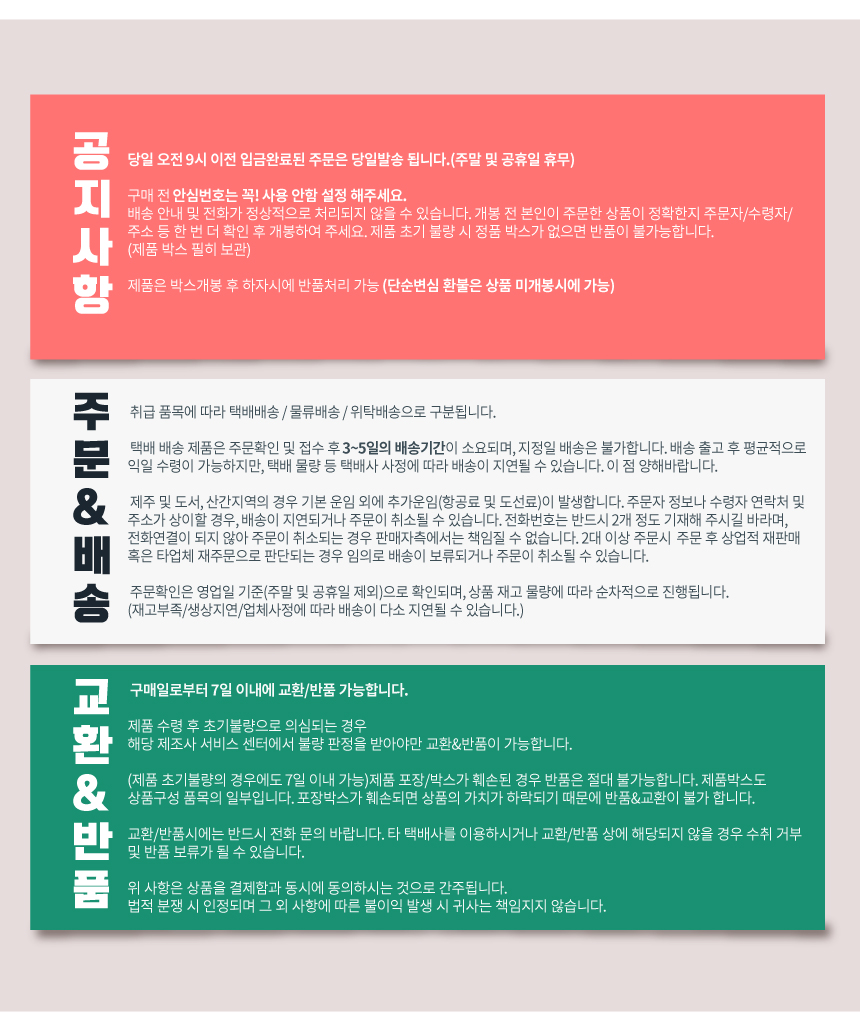 공지사항
당일 오전 9시 이전 입금완료된 주문은 당일발송 됩니다.(주말 및 공휴일 휴무)
구매 전 안심번호는 꼭! 사용 안함 설정 해주세요.
배송 안내 및 전화가 정상적으로 처리되지 않을 수 있습니다. 개봉 전 본인이 주문한 상품이 정확한지 주문자/수령자/
주소 등 한 번 더 확인 후 개봉하여 주세요. 제품 초기 불량 시 정품 박스가 없으면 반품이 불가능합니다.
(제품 박스 필히 보관)
제품은 박스개봉 후 하자시에 반품처리 가능 (단순변심 환불은 상품 미개봉시에 가능)
주문&배송
취급 품목에 따라 택배배송 / 물류배송 / 위탁배송으로 구분됩니다.
택배 배송 제품은 주문확인 및 접수 후 3~5일의 배송기간이 소요되며, 지정일 배송은 불가합니다. 배송 출고 후 평균적으로
익일 수령이 가능하지만, 택배 물량 등 택배사 사정에 따라 배송이 지연될 수 있습니다. 이 점 양해바랍니다.
제주 및 도서, 산간지역의 경우 기본 운임 외에 추가운임(항공료 및 도선료)이 발생합니다. 주문자 정보나 수령자 연락처 및
주소가 상이할 경우, 배송이 지연되거나 주문이 취소될 수 있습니다. 전화번호는 반드시 2개 정도 기재해 주시길 바라며,
전화연결이 되지 않아 주문이 취소되는 경우 판매자측에서는 책임질 수 없습니다. 2대 이상 주문시 주문 후 상업적 재판매
혹은 타업체 재주문으로 판단되는 경우 임의로 배송이 보류되거나 주문이 취소될 수 있습니다.
주문확인은 영업일 기준(주말 및 공휴일 제외)으로 확인되며, 상품 재고 물량에 따라 순차적으로 진행됩니다.
(재고부족/생상지연/업체사정에 따라 배송이 다소 지연될 수 있습니다.)
교환&반품
구매일로부터 7일 이내에 교환/반품 가능합니다.
제품 수령 후 초기불량으로 의심되는 경우
해당 제조사 서비스 센터에서 불량 판정을 받아야만 교환&반품이 가능합니다.
(제품 초기불량의 경우에도 7일 이내 가능)제품 포장/박스가 훼손된 경우 반품은 절대 불가능합니다. 제품박스도
상품구성 품목의 일부입니다. 포장박스가 훼손되면 상품의 가치가 하락되기 때문에 반품&교환이 불가 합니다.
교환/반품시에는 반드시 전화 문의 바랍니다. 타 택배사를 이용하시거나 교환/반품 상에 해당되지 않을 경우 수취 거부
및 반품 보류가 될 수 있습니다.
위 사항은 상품을 결제함과 동시에 동의하시는 것으로 간주됩니다.
법적 분쟁 시 인정되며 그 외 사항에 따른 불이익 발생 시 귀사는 책임지지 않습니다.